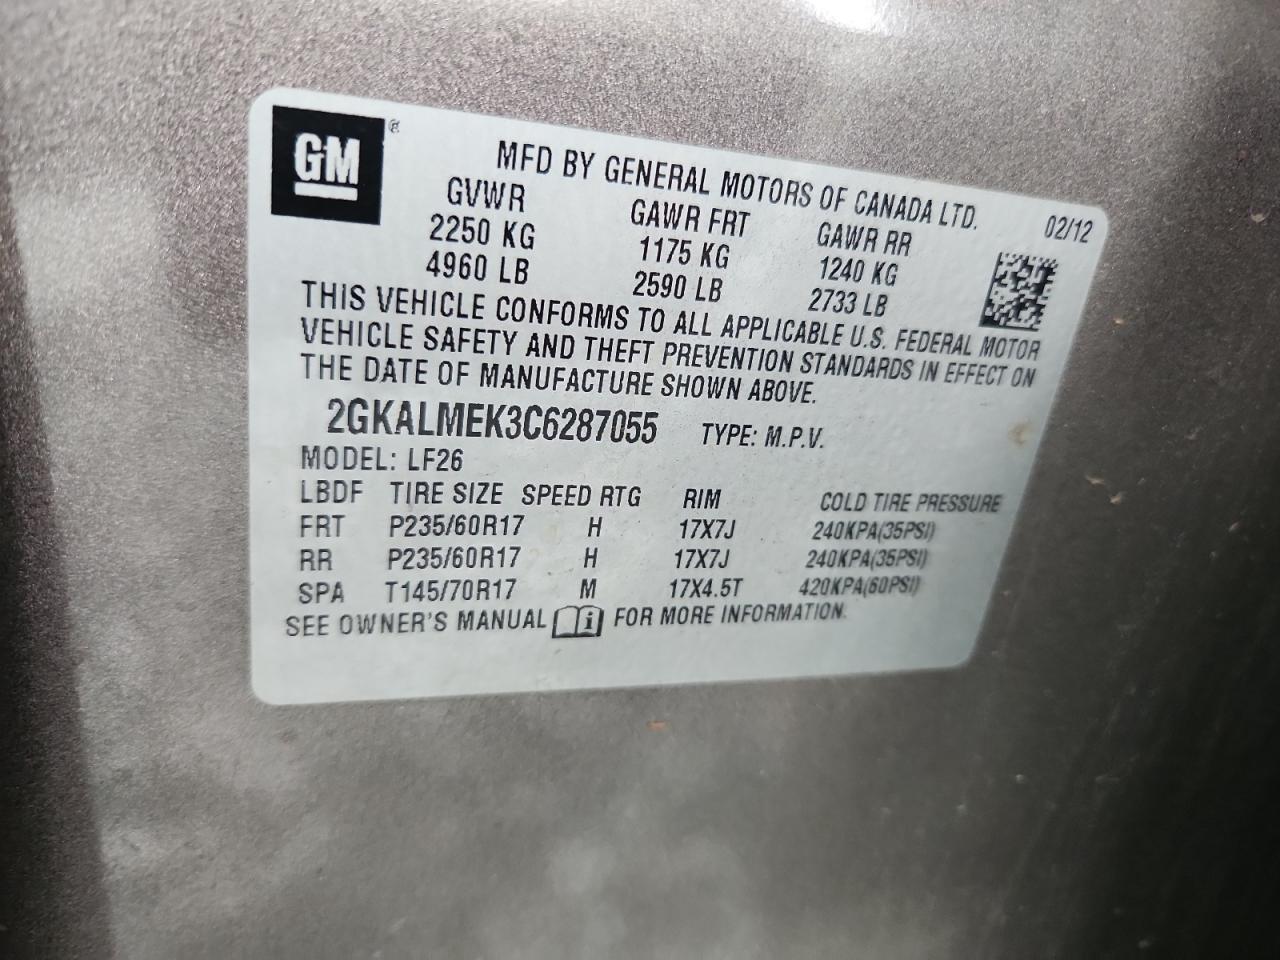 GM ®
MFD BY GENERAL MOTORS OF CANADA LTD. 02/12
GVWR GAWR FRT GAWR RR
2250 KG 1175 KG 1240 KG
4960 LB 2590 LB 2733 LB
THIS VEHICLE CONFORMS TO ALL APPLICABLE U.S. FEDERAL MOTOR
VEHICLE SAFETY AND THEFT PREVENTION STANDARDS IN EFFECT ON
THE DATE OF MANUFACTURE SHOWN ABOVE.
2GKALMEK3C6287055 TYPE: M.P.V.
MODEL: LF26
LBDF TIRE SIZE SPEED RTG RIM COLD TIRE PRESSURE
FRT P235/60R17 H 17X7J 240KPA(35PSI)
RR P235/60R17 H 17X7J 240KPA(35PSI)
SPA T145/70R17 M 17X4.5T 420KPA(60PSI)
SEE OWNER'S MANUAL i FOR MORE INFORMATION.